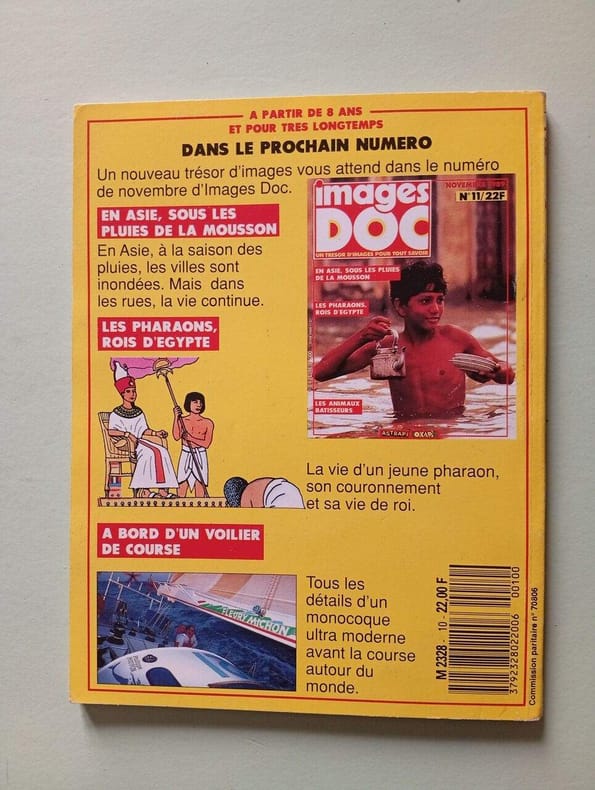 A PARTIR DE 8 ANS
ET POUR TRES LONGTEMPS
DANS LE PROCHAIN NUMERO
Un nouveau trésor d'images vous attend dans le numéro
de novembre d'Images Doc.
EN ASIE, SOUS LES
PLUIES DE LA MOUSSON
En Asie, à la saison des
pluies, les villes sont
inondées. Mais dans
les rues, la vie continue.
LES PHARAONS,
ROIS D'EGYPTE
images
DOC
NOVEMBRE 1989
N°11/22F
UN TRESOR D'IMAGES POUR TOUT SAVOIR
EN ASIE, SOUS LES PLUIES
DE LA MOUSSON
LES PHARAONS,
ROIS D'EGYPTE
LES ANIMAUX
BATISSEURS
ASTRAPI OKAPI
La vie d'un jeune pharaon,
son couronnement
et sa vie de roi.
A BORD D'UN VOILIER
DE COURSE
FLEURY MICHON
Tous les
détails d'un
monocoque
ultra moderne
avant la course
autour du
monde.
M 2328 - 10 - 22,00 F
00100
3792328022006
Commission paritaire n° 70806